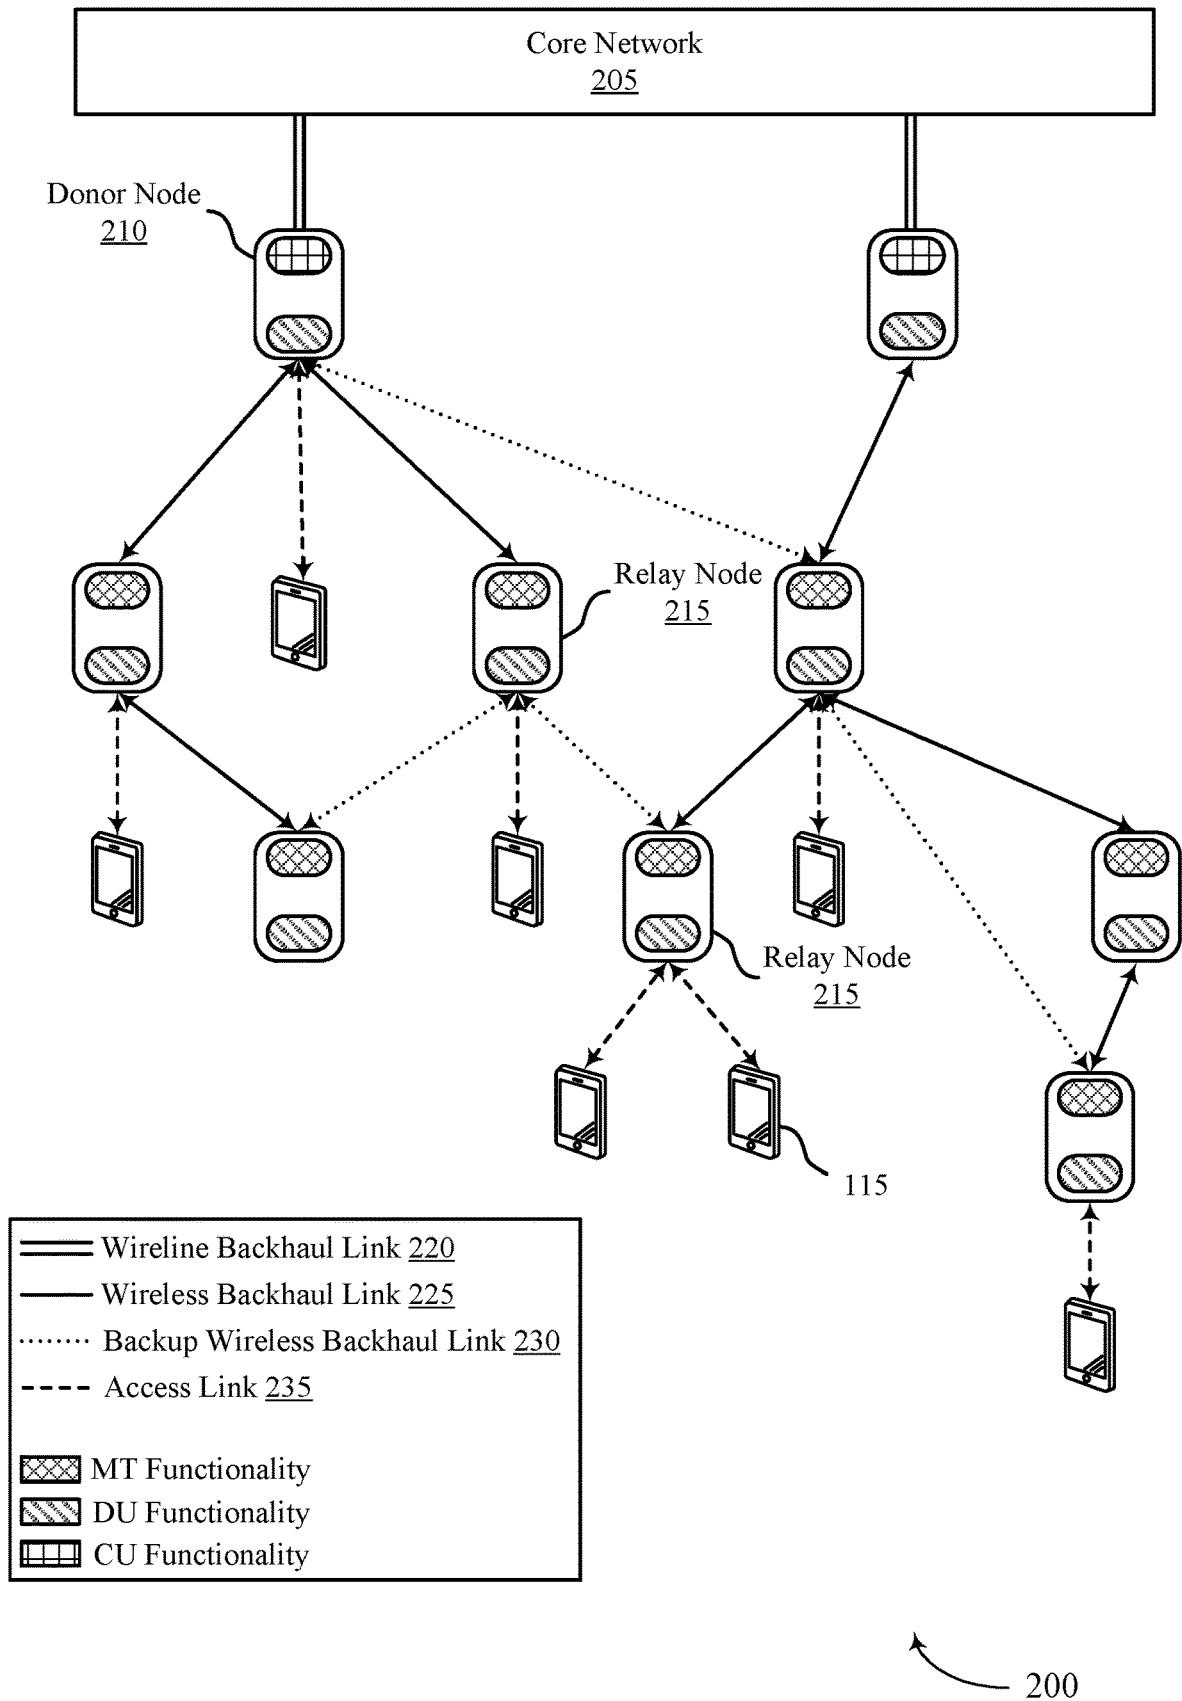 Core Network
205
Donor Node
210
Relay Node
215
Relay Node
215
115
Wireline Backhaul Link 220
Wireless Backhaul Link 225
Backup Wireless Backhaul Link 230
Access Link 235
MT Functionality
DU Functionality
CU Functionality
200